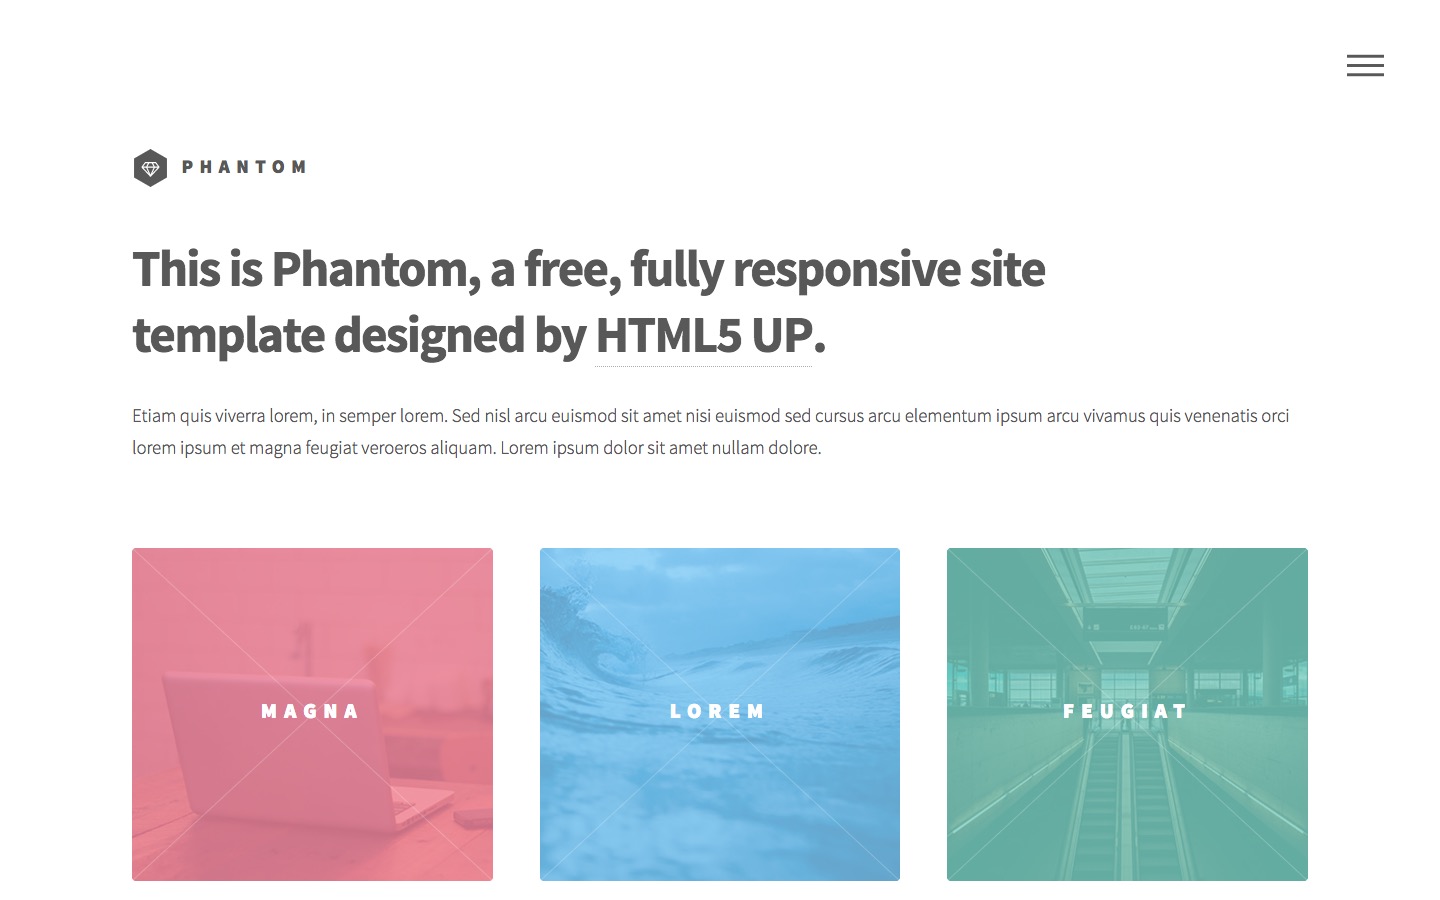 PHANTOM
This is Phantom, a free, fully responsive site
template designed by HTML5 UP.
Etiam quis viverra lorem, in semper lorem. Sed nisl arcu euismod sit amet nisi euismod sed cursus arcu elementum ipsum arcu vivamus quis venenatis orci
lorem ipsum et magna feugiat veroeros aliquam. Lorem ipsum dolor sit amet nullam dolore.
MAGNA
LOREM
FEUGIAT